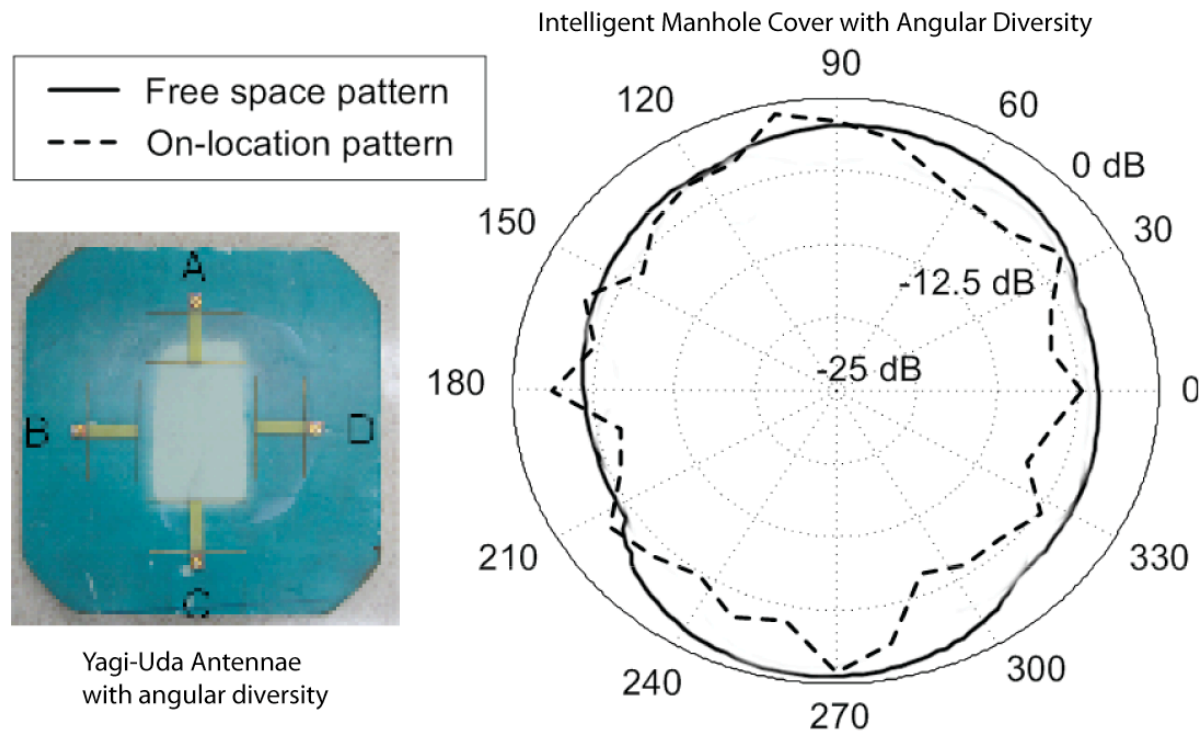 Intelligent Manhole Cover with Angular Diversity
Free space pattern
On-location pattern
90
120
60
0 dB
150
30
-12.5 dB
-25 dB
180
0
210
330
240
300
270
A
B
D
C
Yagi-Uda Antennae
with angular diversity